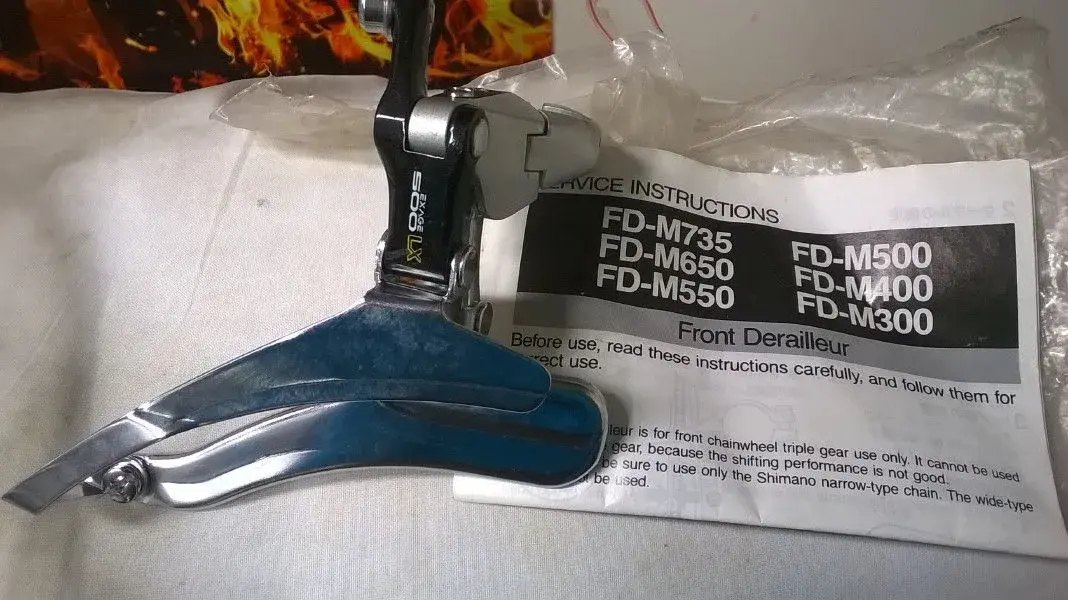 EXAGE
500LX
SERVICE INSTRUCTIONS
FD-M735
FD-M650
FD-M550
FD-M500
FD-M400
FD-M300
Front Derailleur
Before use, read these instructions carefully, and follow them for
use.
is for front chainwheel triple gear use only. It cannot be used
gear, because the shifting performance is not good.
be sure to use only the Shimano narrow-type chain. The wide-type
be used.